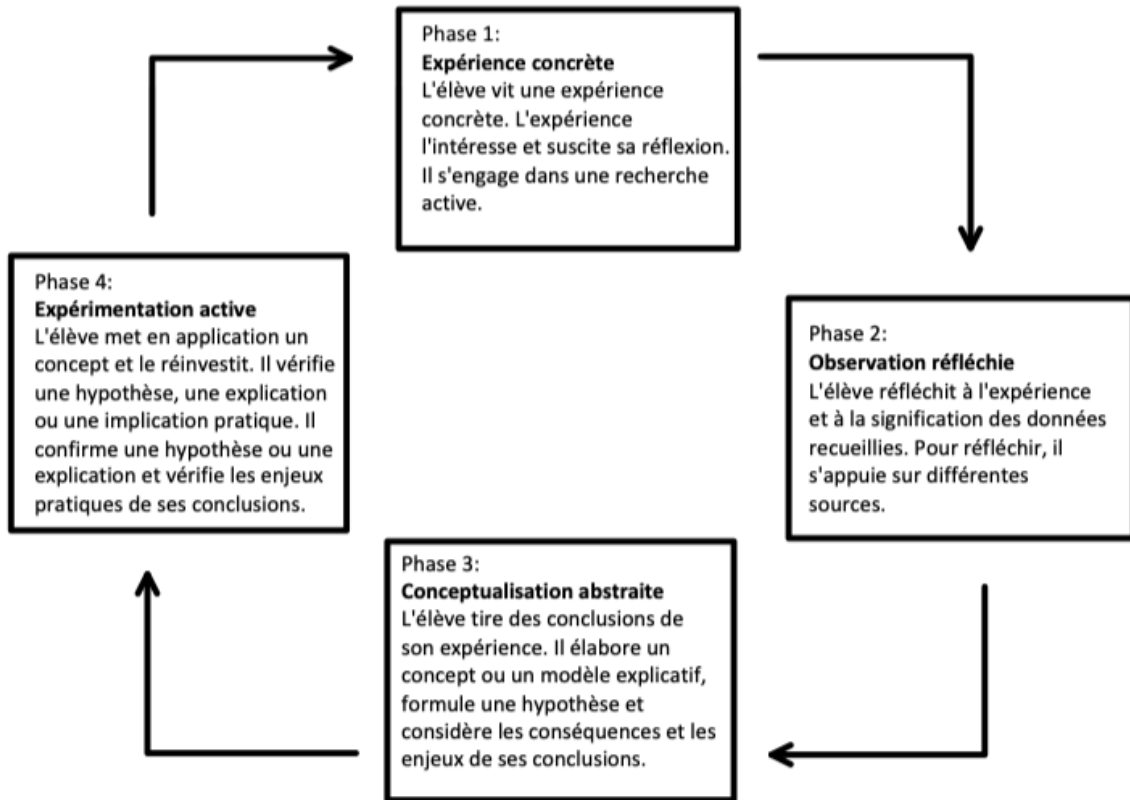 Phase 1:
Expérience concrète
L'élève vit une expérience
concrète. L'expérience
l'intéresse et suscite sa réflexion.
Il s'engage dans une recherche
active.
Phase 2:
Observation réfléchie
L'élève réfléchit à l'expérience
et à la signification des données
recueillies. Pour réfléchir, il
s'appuie sur différentes
sources.
Phase 3:
Conceptualisation abstraite
L'élève tire des conclusions de
son expérience. Il élabore un
concept ou un modèle explicatif,
formule une hypothèse et
considère les conséquences et les
enjeux de ses conclusions.
Phase 4:
Expérimentation active
L'élève met en application un
concept et le réinvestit. Il vérifie
une hypothèse, une explication
ou une implication pratique. Il
confirme une hypothèse ou une
explication et vérifie les enjeux
pratiques de ses conclusions.